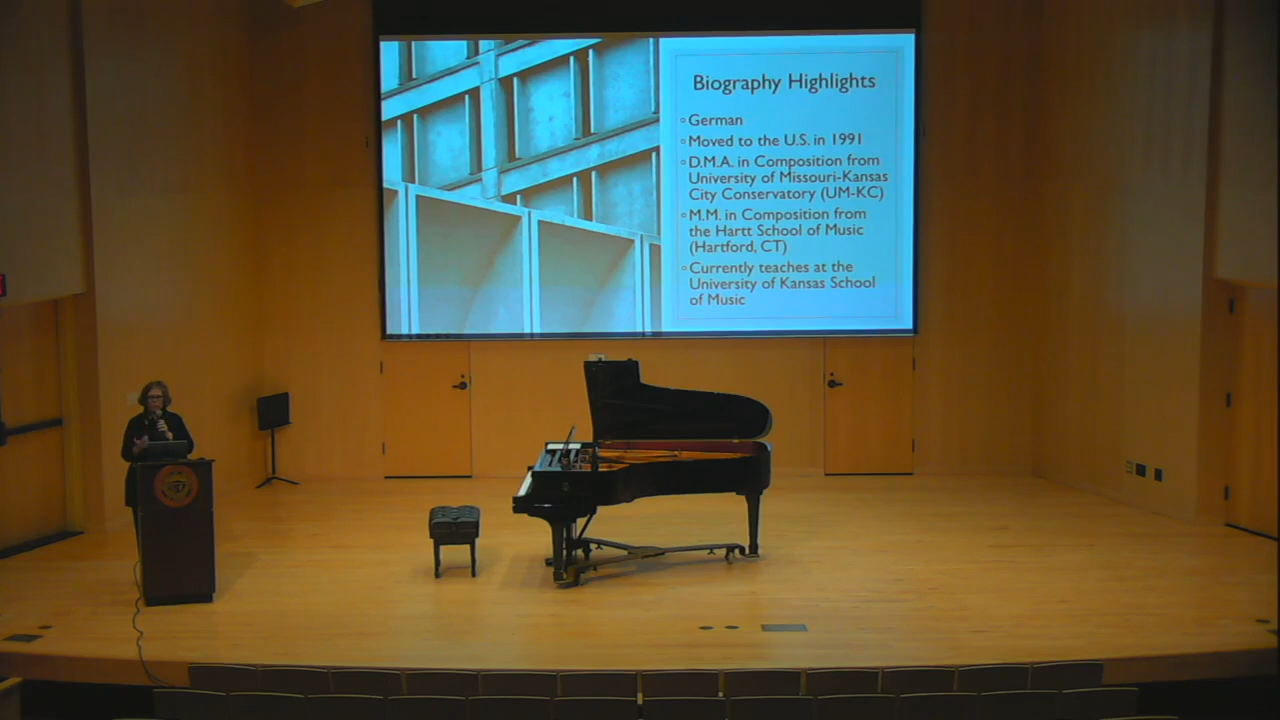 Biography Highlights
German
Moved to the U.S. in 1991
D.M.A. in Composition from
University of Missouri-Kansas
City Conservatory (UM-KC)
M.M. in Composition from
the Hartt School of Music
(Hartford, CT)
Currently teaches at the
University of Kansas School
of Music